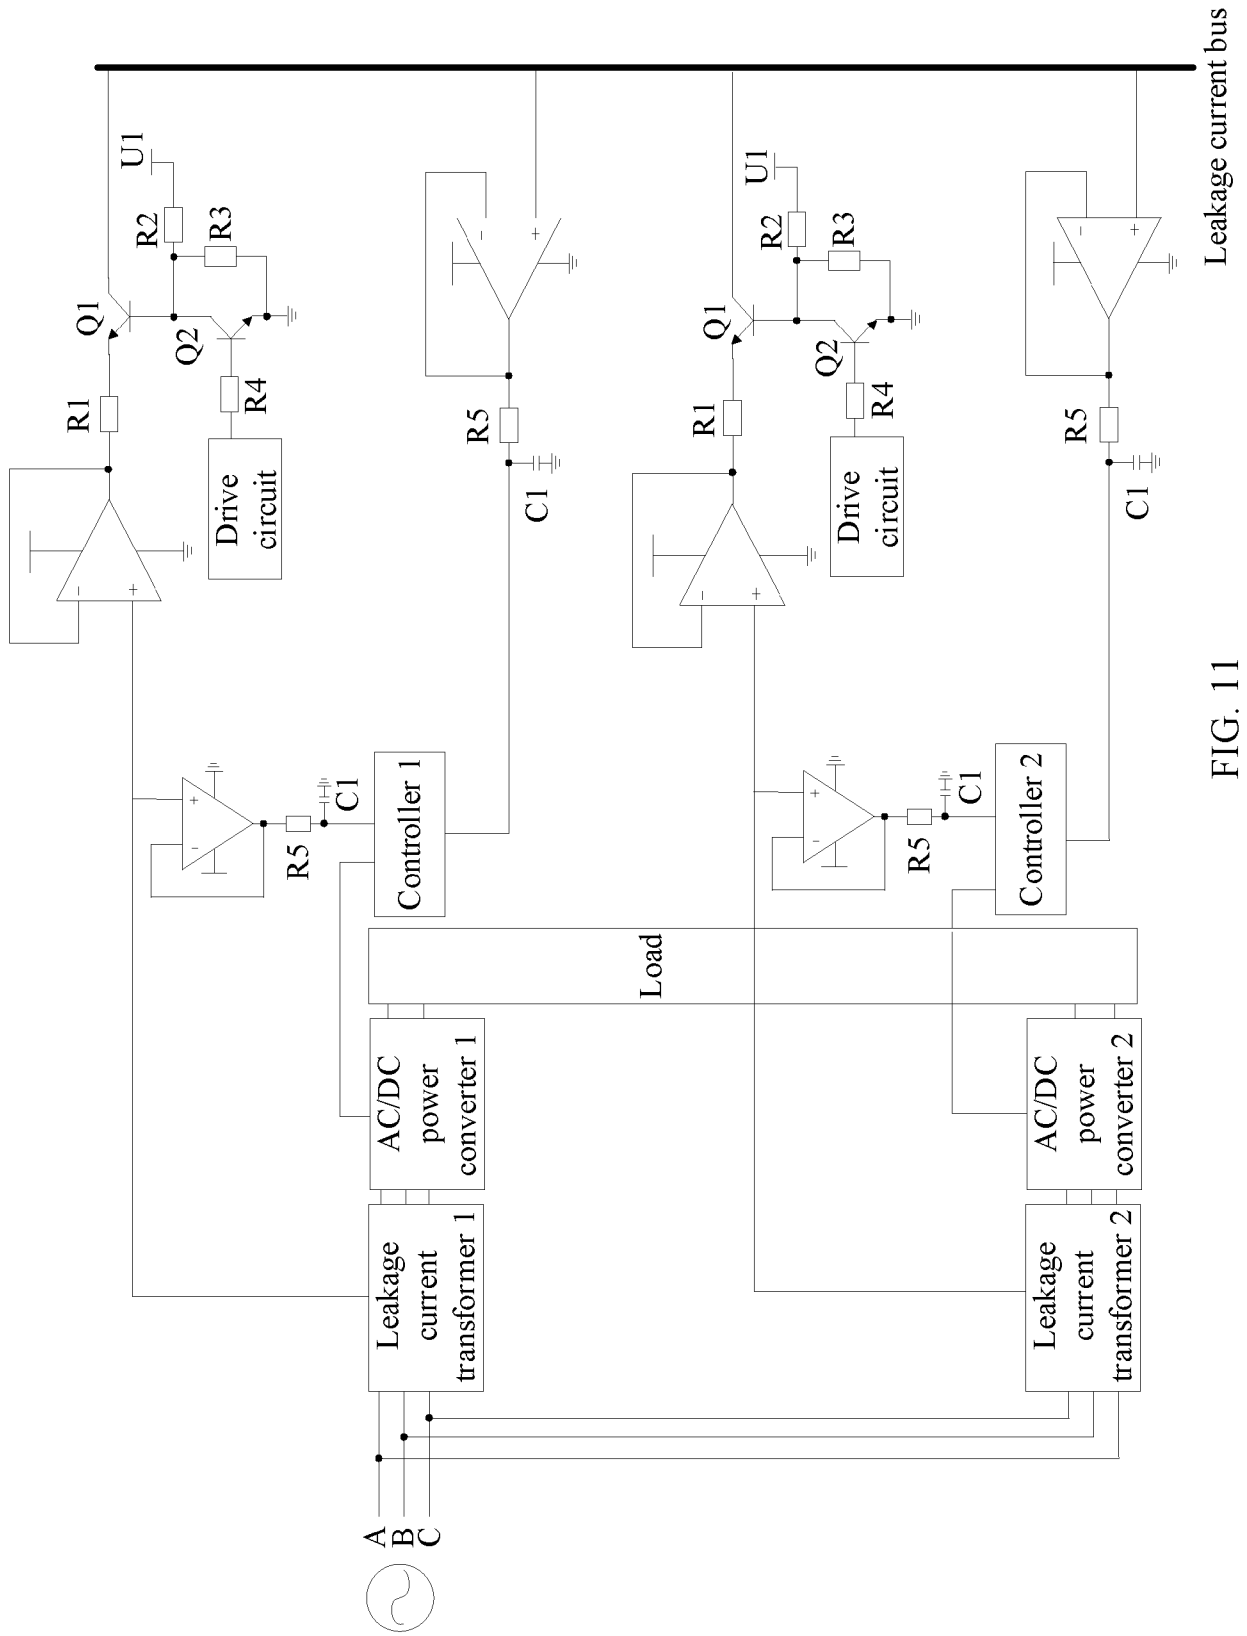 A
B
C
Leakage
current
transformer 1
AC/DC
power
converter 1
Controller 1
R5
C1
R1
Q1
Drive
circuit
R4
Q2
R2
U1
R3
R5
C1
Load
Leakage
current
transformer 2
AC/DC
power
converter 2
Controller 2
R5
C1
R1
Q1
Drive
circuit
R4
Q2
R2
U1
R3
R5
C1
Leakage current bus
FIG. 11